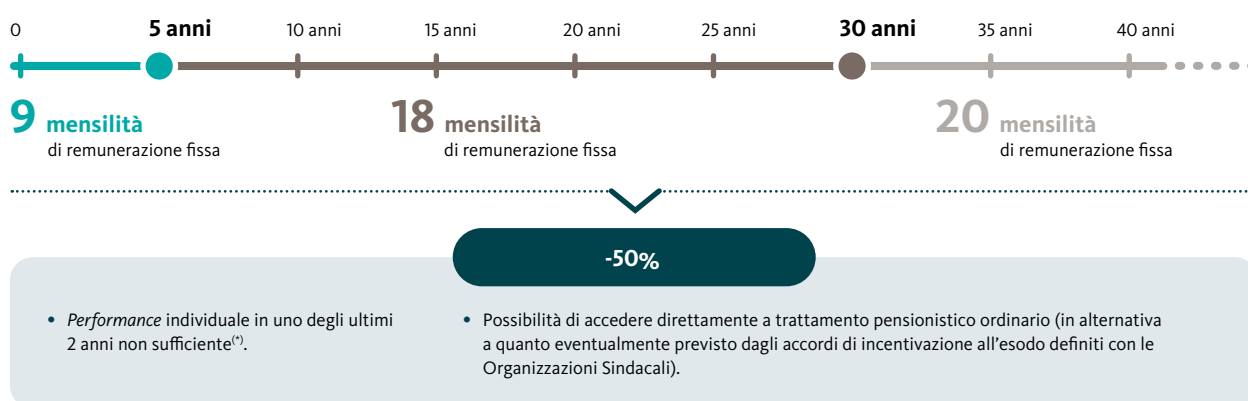 0 5 anni 10 anni 15 anni 20 anni 25 anni 30 anni 35 anni 40 anni
9 mensilità
di remunerazione fissa
18 mensilità
di remunerazione fissa
20 mensilità
di remunerazione fissa
-50%
• Performance individuale in uno degli ultimi
2 anni non sufficiente(*).
• Possibilità di accedere direttamente a trattamento pensionistico ordinario (in alternativa
a quanto eventualmente previsto dagli accordi di incentivazione all'esodo definiti con le
Organizzazioni Sindacali).